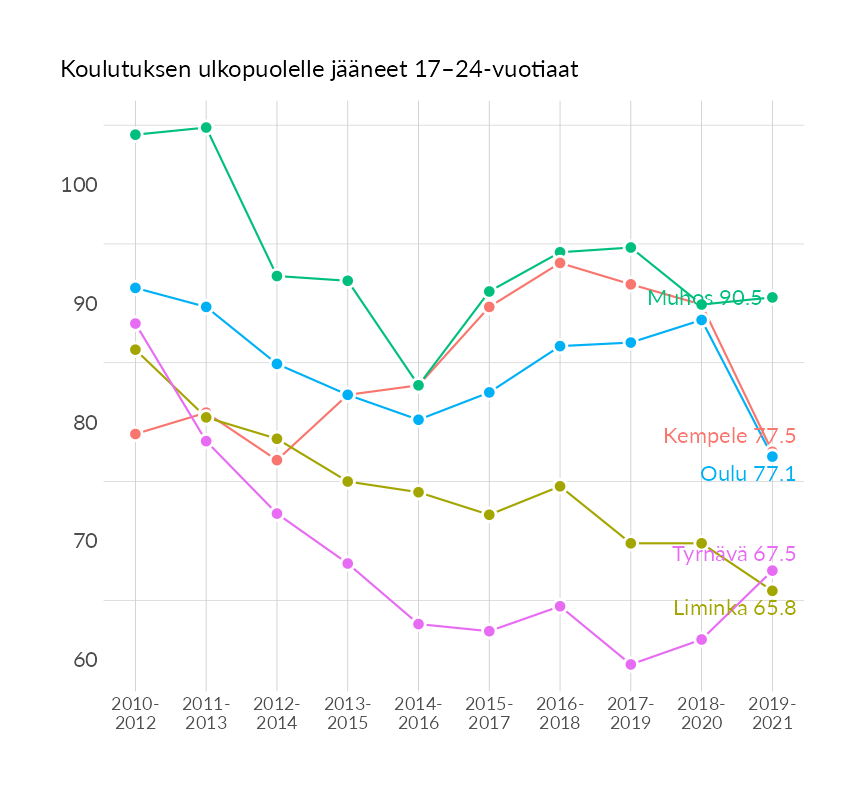 Koulutuksen ulkopuolelle jääneet 17–24-vuotiaat
100
90
80
70
60
Muhos 90.5
Kempele 77.5
Oulu 77.1
Tyrnävä 67.5
Liminka 65.8
2010- 2011- 2012- 2013- 2014- 2015- 2016- 2017- 2018- 2019-
2012 2013 2014 2015 2016 2017 2018 2019 2020 2021